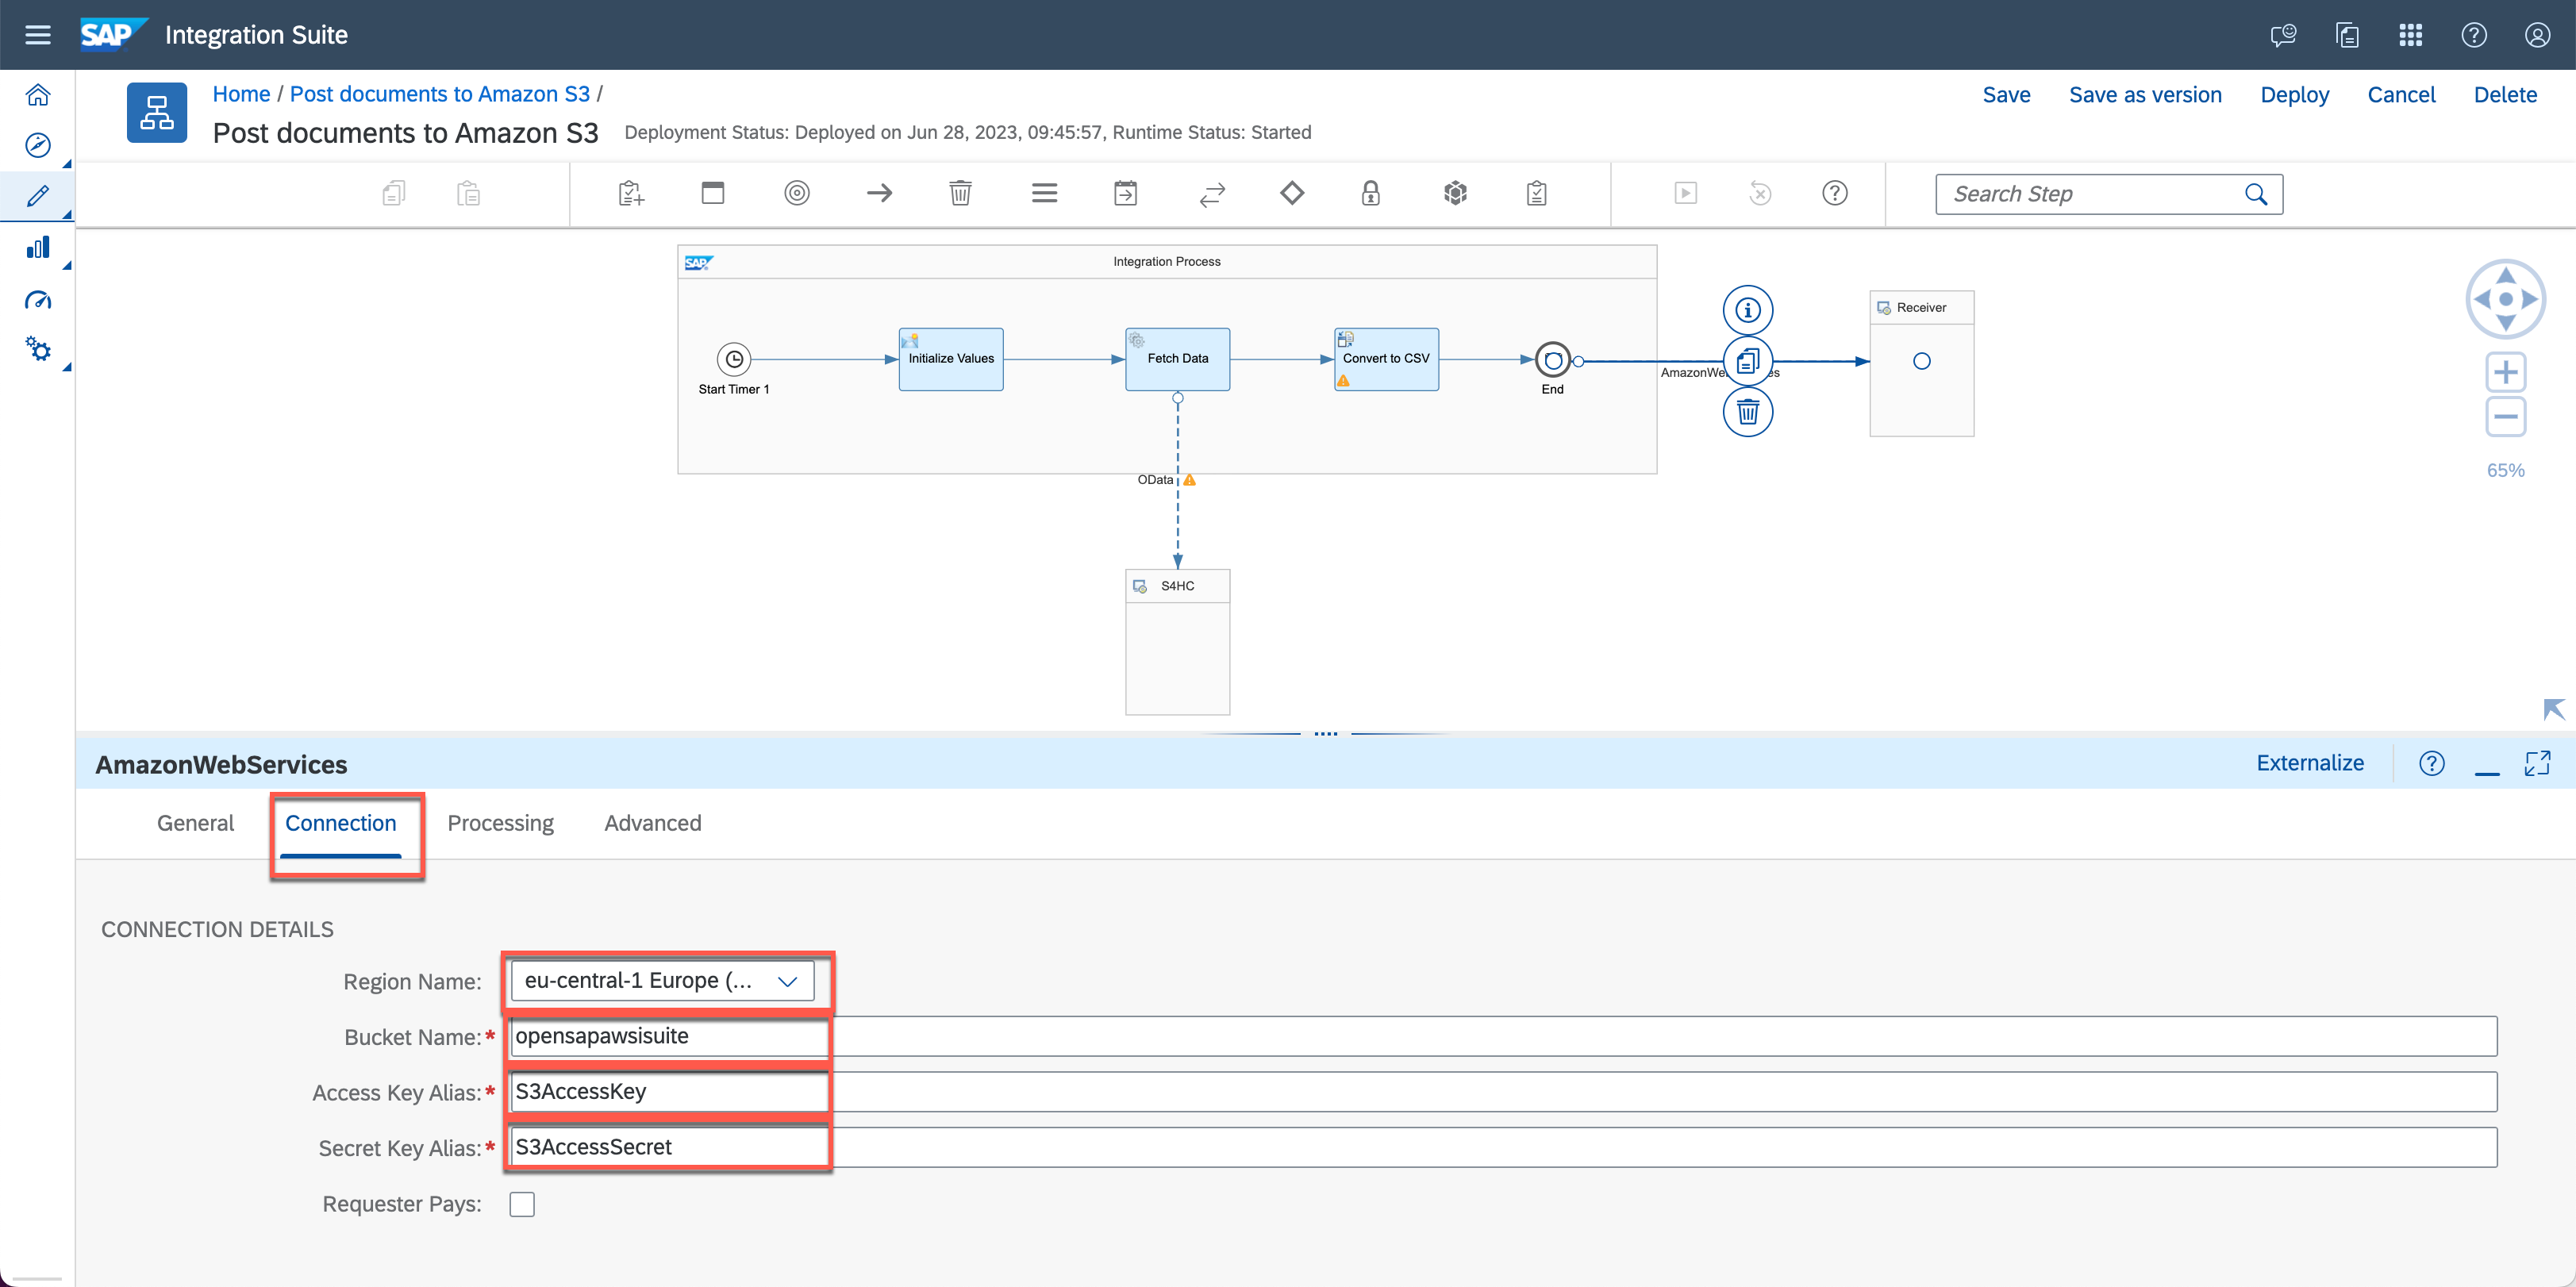 SAP Integration Suite
Home / Post documents to Amazon S3 /
Save Save as version Deploy Cancel Delete
Post documents to Amazon S3 Deployment Status: Deployed on Jun 28, 2023, 09:45:57, Runtime Status: Started
Search Step
SAP Integration Process
Receiver
Initialize Values Fetch Data Convert to CSV
Start Timer 1 End
65%
OData
S4HC
AmazonWebServices
Externalize
General Connection Processing Advanced
CONNECTION DETAILS
Region Name: eu-central-1 Europe (...
Bucket Name:* opensapawsisuite
Access Key Alias:* S3AccessKey
Secret Key Alias:* S3AccessSecret
Requester Pays: